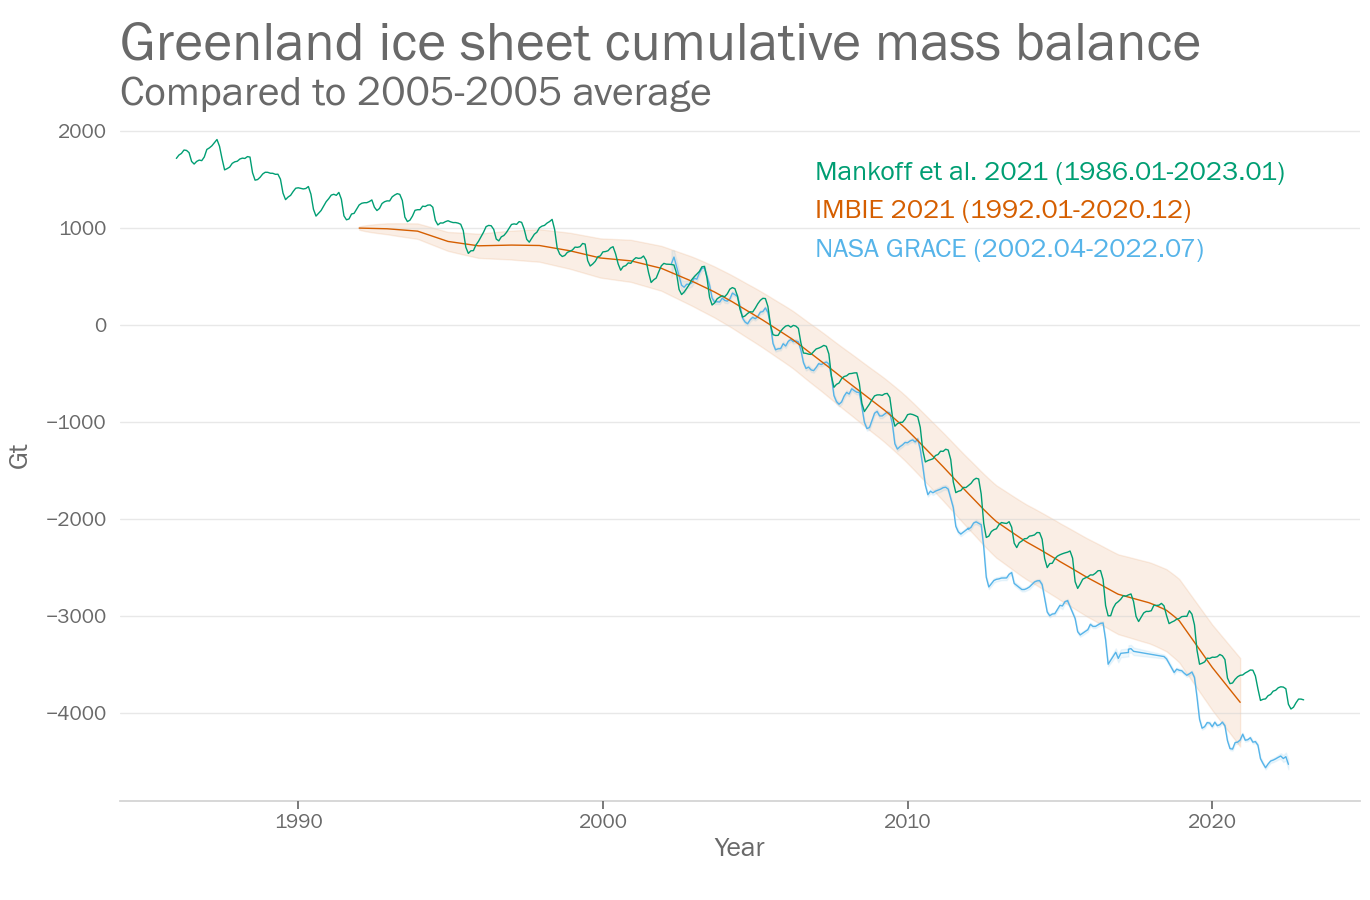 Greenland ice sheet cumulative mass balance
Compared to 2005-2005 average
2000
Mankoff et al. 2021 (1986.01-2023.01)
IMBIE 2021 (1992.01-2020.12)
1000
NASA GRACE (2002.04-2022.07)
0
−1000
Gt
−2000
−3000
−4000
1990 2000 2010 2020
Year